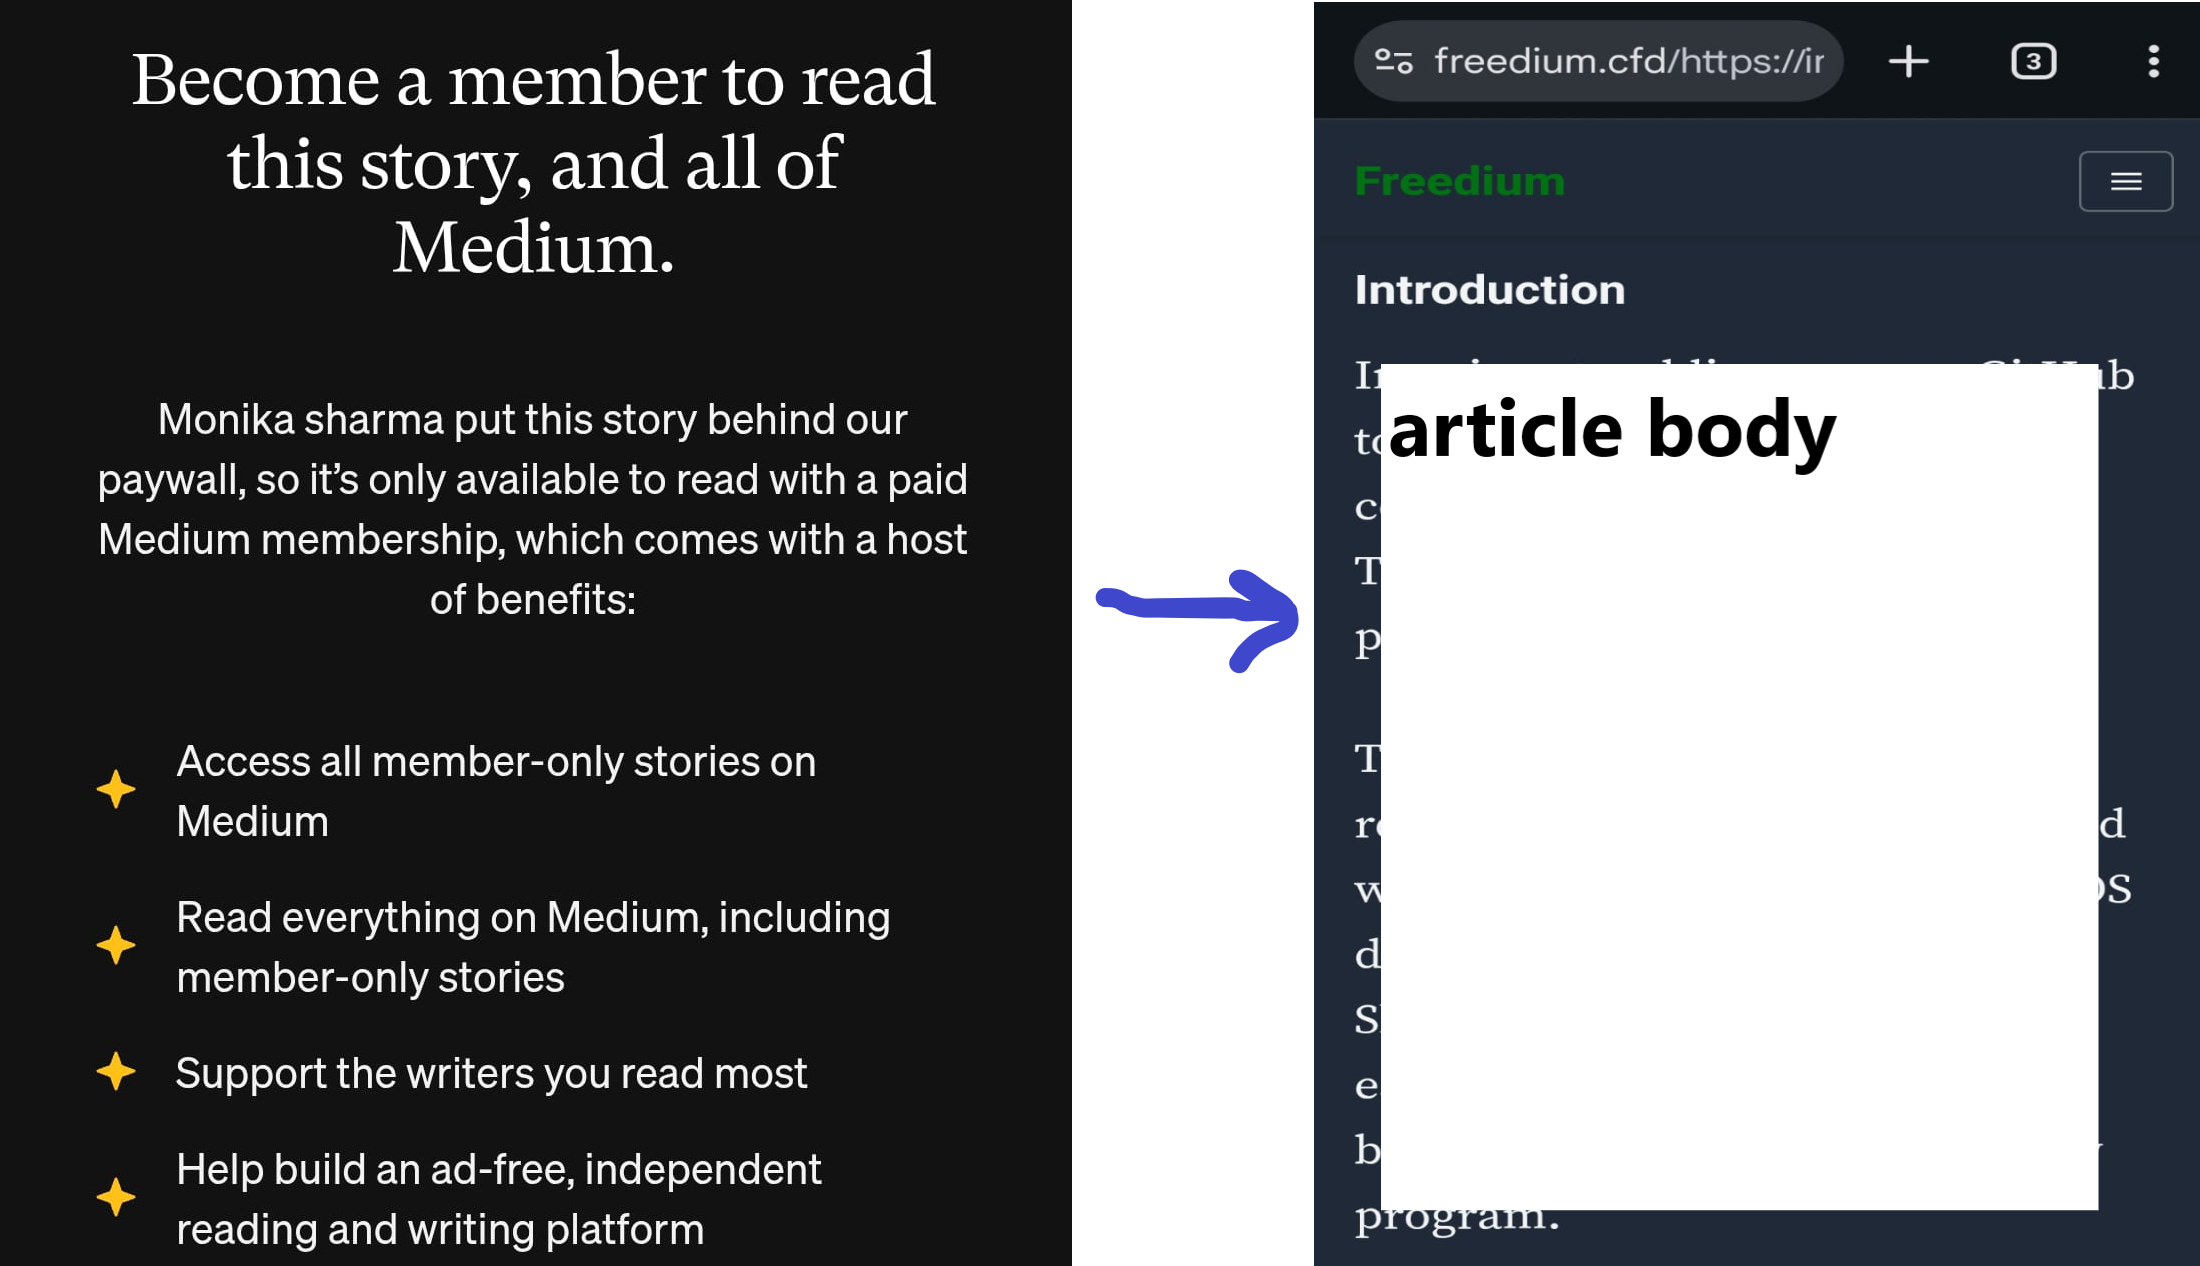 Become a member to read
this story, and all of
Medium.
Monika sharma put this story behind our
paywall, so it's only available to read with a paid
Medium membership, which comes with a host
of benefits:
Access all member-only stories on
Medium
Read everything on Medium, including
member-only stories
Support the writers you read most
Help build an ad-free, independent
reading and writing platform
freedium.cfd/https://ir
3
Freedium
Introduction
article body
program.